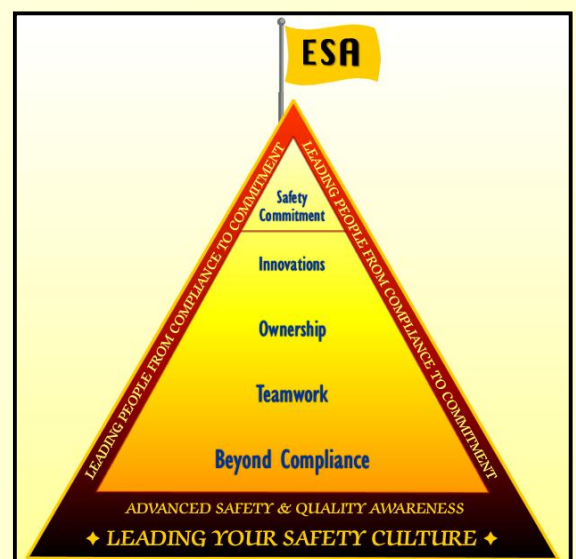 ESA
LEADING PEOPLE FROM COMPLIANCE TO COMMITMENT
LEADING PEOPLE FROM COMPLIANCE TO COMMITMENT
Safety
Commitment
Innovations
Ownership
Teamwork
Beyond Compliance
ADVANCED SAFETY & QUALITY AWARENESS
✦ LEADING YOUR SAFETY CULTURE ✦